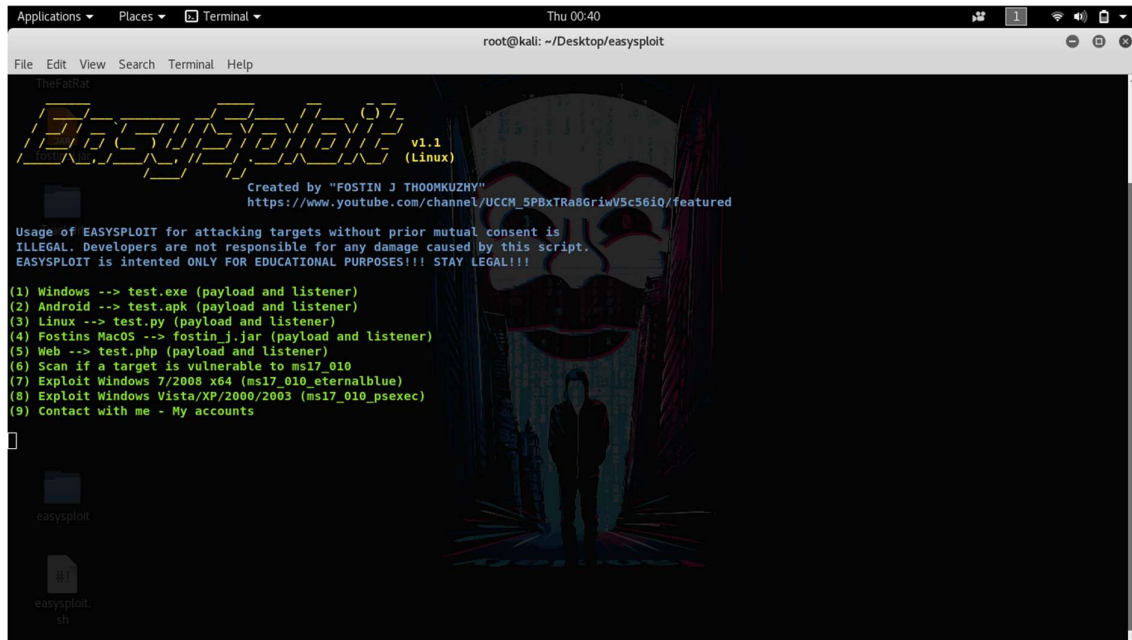 Applications Places Terminal Thu 00:40 1
root@kali: ~/Desktop/easysploit
File Edit View Search Terminal Help
TheFatRat
EasySploit
v1.1
(Linux)
Created by "FOSTIN J THOOMKUZHY"
https://www.youtube.com/channel/UCCM_5PBxTRa8GriwV5c56iQ/featured
Usage of EASYSPLOIT for attacking targets without prior mutual consent is
ILLEGAL. Developers are not responsible for any damage caused by this script.
EASYSPLOIT is intented ONLY FOR EDUCATIONAL PURPOSES!!! STAY LEGAL!!!
(1) Windows --> test.exe (payload and listener)
(2) Android --> test.apk (payload and listener)
(3) Linux --> test.py (payload and listener)
(4) Fostins MacOS --> fostin_j.jar (payload and listener)
(5) Web --> test.php (payload and listener)
(6) Scan if a target is vulnerable to ms17_010
(7) Exploit Windows 7/2008 x64 (ms17_010_eternalblue)
(8) Exploit Windows Vista/XP/2000/2003 (ms17_010_psexec)
(9) Contact with me - My accounts
easysploit
#!
easysploit.
sh